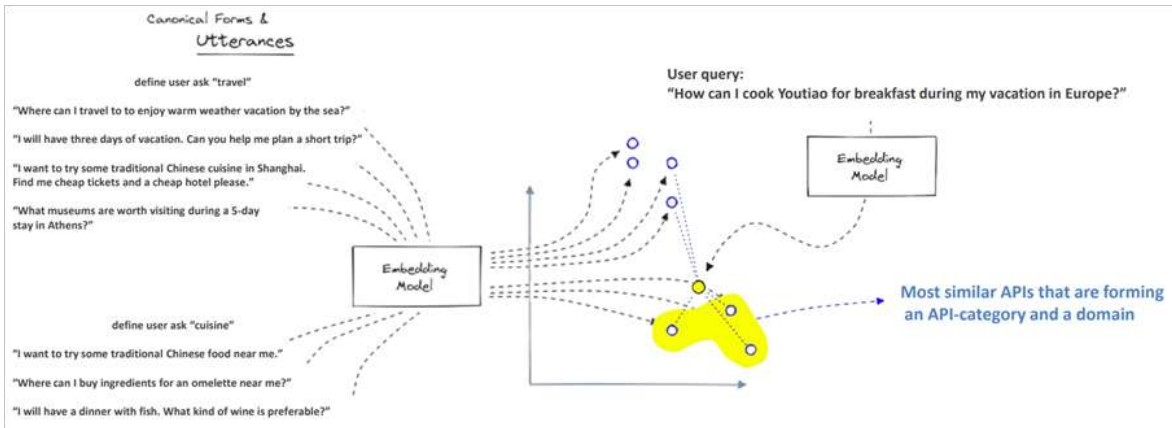 Canonical Forms &
Utterances
define user ask “travel”
“Where can I travel to to enjoy warm weather vacation by the sea?”
“I will have three days of vacation. Can you help me plan a short trip?”
“I want to try some traditional Chinese cuisine in Shanghai.
Find me cheap tickets and a cheap hotel please.”
“What museums are worth visiting during a 5-day
stay in Athens?”
Embedding
Model
define user ask “cuisine”
“I want to try some traditional Chinese food near me.”
“Where can I buy ingredients for an omelette near me?”
“I will have a dinner with fish. What kind of wine is preferable?”
User query:
“How can I cook Youtiao for breakfast during my vacation in Europe?”
Embedding
Model
Most similar APIs that are forming
an API-category and a domain